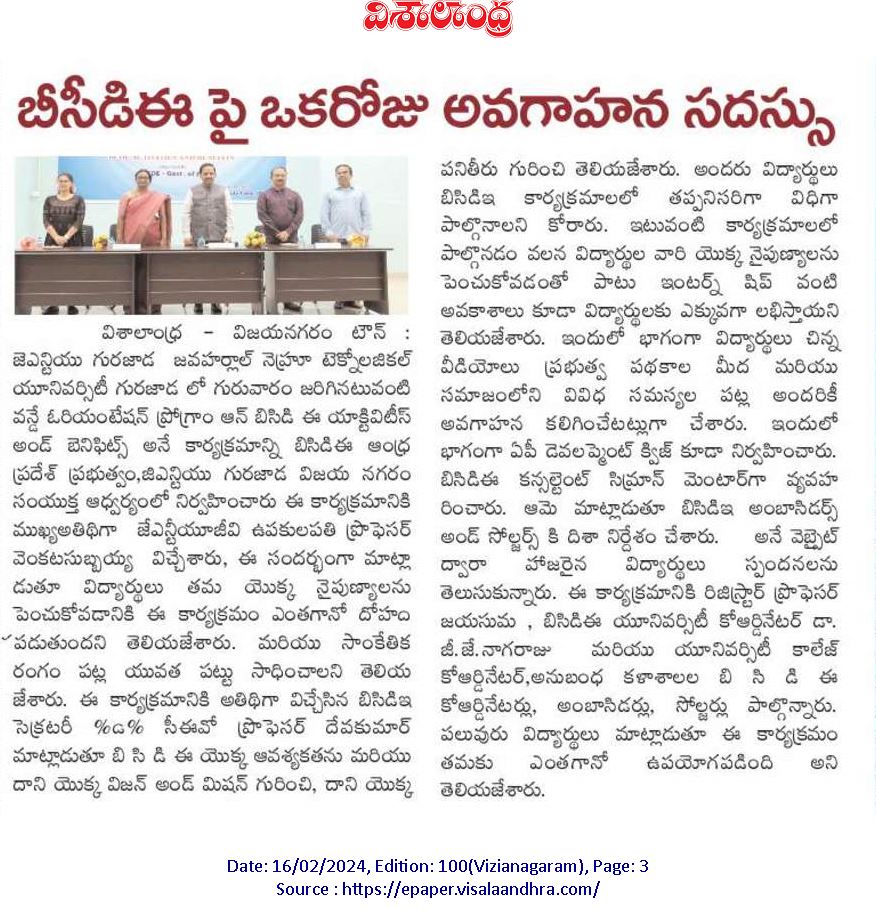 విశాలాంధ్ర
బీసీడిఈ పై ఒకరోజు అవగాహన సదస్సు
DE - Govt. of
విశాలాంధ్ర - విజయనగరం టౌన్ :
జెఎన్టియు గురజాడ జవహర్లాల్ నెహ్రూ టెక్నోలజికల్
యూనివర్సిటీ గురజాడ లో గురువారం జరిగినటువంటి
వన్డే ఓరియంటేషన్ ప్రోగ్రాం ఆన్ బిసిడి ఈ యాక్టివిటీస్
అండ్ బెనిఫిట్స్ అనే కార్యక్రమాన్ని బిసిడిఈ ఆంధ్ర
ప్రదేశ్ ప్రభుత్వం,జిఎన్టియు గురజాడ విజయ నగరం
సంయుక్త ఆధ్వర్యంలో నిర్వహించారు ఈ కార్యక్రమానికి
ముఖ్యఅతిథిగా జేఎన్టీయూజీవి ఉపకులపతి ప్రొఫెసర్
వెంకటసుబ్బయ్య విచ్చేశారు, ఈ సందర్భంగా మాట్లా
డుతూ విద్యార్థులు తమ యొక్క నైపుణ్యాలను
పెంచుకోవడానికి ఈ కార్యక్రమం ఎంతగానో దోహద
పడుతుందని తెలియజేశారు. మరియు సాంకేతిక
రంగం పట్ల యువత పట్టు సాధించాలని తెలియ
జేశారు. ఈ కార్యక్రమానికి అతిథిగా విచ్చేసిన బిసిడిఇ
సెక్రటరీ %డ% సీఈవో ప్రొఫెసర్ దేవకుమార్
మాట్లాడుతూ బి సి డి ఈ యొక్క ఆవశ్యకతను మరియు
దాని యొక్క విజన్ అండ్ మిషన్ గురించి, దాని యొక్క
పనితీరు గురించి తెలియజేశారు. అందరు విద్యార్థులు
బిసిడిఇ కార్యక్రమాలలో తప్పనిసరిగా విధిగా
పాల్గొనాలని కోరారు. ఇటువంటి కార్యక్రమాలలో
పాల్గొనడం వలన విద్యార్థుల వారి యొక్క నైపుణ్యాలను
పెంచుకోవడంతో పాటు ఇంటర్న్ షిప్ వంటి
అవకాశాలు కూడా విద్యార్థులకు ఎక్కువగా లభిస్తాయని
తెలియజేశారు. ఇందులో భాగంగా విద్యార్థులు చిన్న
వీడియోలు ప్రభుత్వ పథకాల మీద మరియు
సమాజంలోని వివిధ సమస్యల పట్ల అందరికీ
అవగాహన కలిగించేటట్లుగా చేశారు. ఇందులో
భాగంగా ఏపీ డెవలప్మెంట్ క్విజ్ కూడా నిర్వహించారు.
బిసిడిఈ కన్సల్టెంట్ సిమ్రాన్ మెంటార్‌గా వ్యవహ
రించారు. ఆమె మాట్లాడుతూ బిసిడిఇ అంబాసిడర్స్
అండ్ సోల్జర్స్ కి దిశా నిర్దేశం చేశారు. అనే వెబ్సైట్
ద్వారా హాజరైన విద్యార్థులు స్పందనలను
తెలుసుకున్నారు. ఈ కార్యక్రమానికి రిజిస్ట్రార్ ప్రొఫెసర్
జయసుమ , బిసిడిఈ యూనివర్సిటీ కోఆర్డినేటర్ డా.
జీ.జే.నాగరాజు మరియు యూనివర్సిటీ కాలేజ్
కోఆర్డినేటర్,అనుబంధ కళాశాలల బి సి డి ఈ
కోఆర్డినేటర్లు, అంబాసిడర్లు, సోల్జర్లు పాల్గొన్నారు.
పలువురు విద్యార్థులు మాట్లాడుతూ ఈ కార్యక్రమం
తమకు ఎంతగానో ఉపయోగపడింది అని
తెలియజేశారు.
Date: 16/02/2024, Edition: 100(Vizianagaram), Page: 3
Source : https://epaper.visalaandhra.com/